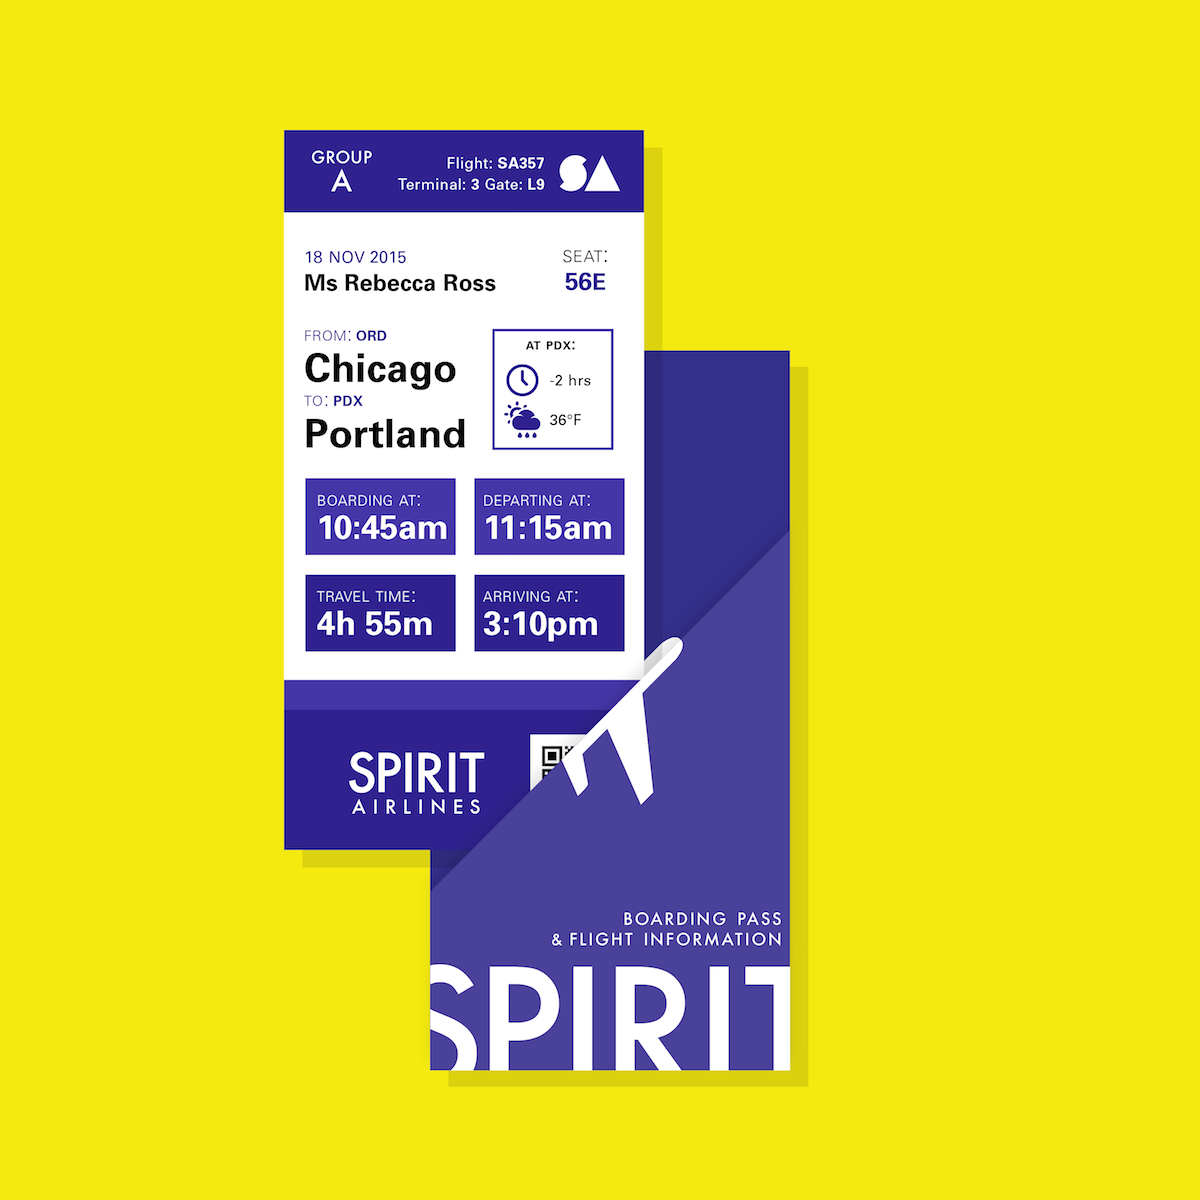 GROUP
A
Flight: SA357
Terminal: 3 Gate: L9
SA
18 NOV 2015
Ms Rebecca Ross
SEAT:
56E
FROM: ORD
Chicago
TO: PDX
Portland
AT PDX:
-2 hrs
36°F
BOARDING AT:
10:45am
DEPARTING AT:
11:15am
TRAVEL TIME:
4h 55m
ARRIVING AT:
3:10pm
SPIRIT
AIRLINES
BOARDING PASS
& FLIGHT INFORMATION
SPIRIT